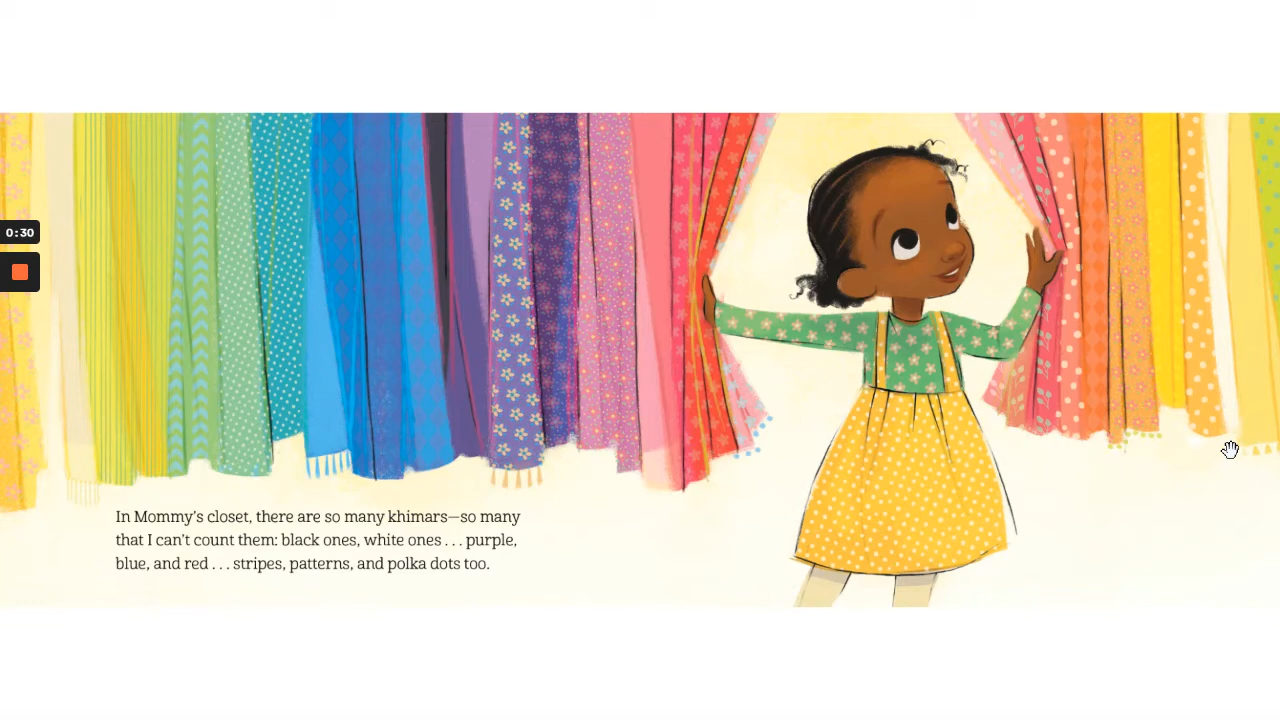 0:30
In Mommy’s closet, there are so many khimars—so many
that I can’t count them: black ones, white ones . . . purple,
blue, and red . . . stripes, patterns, and polka dots too.